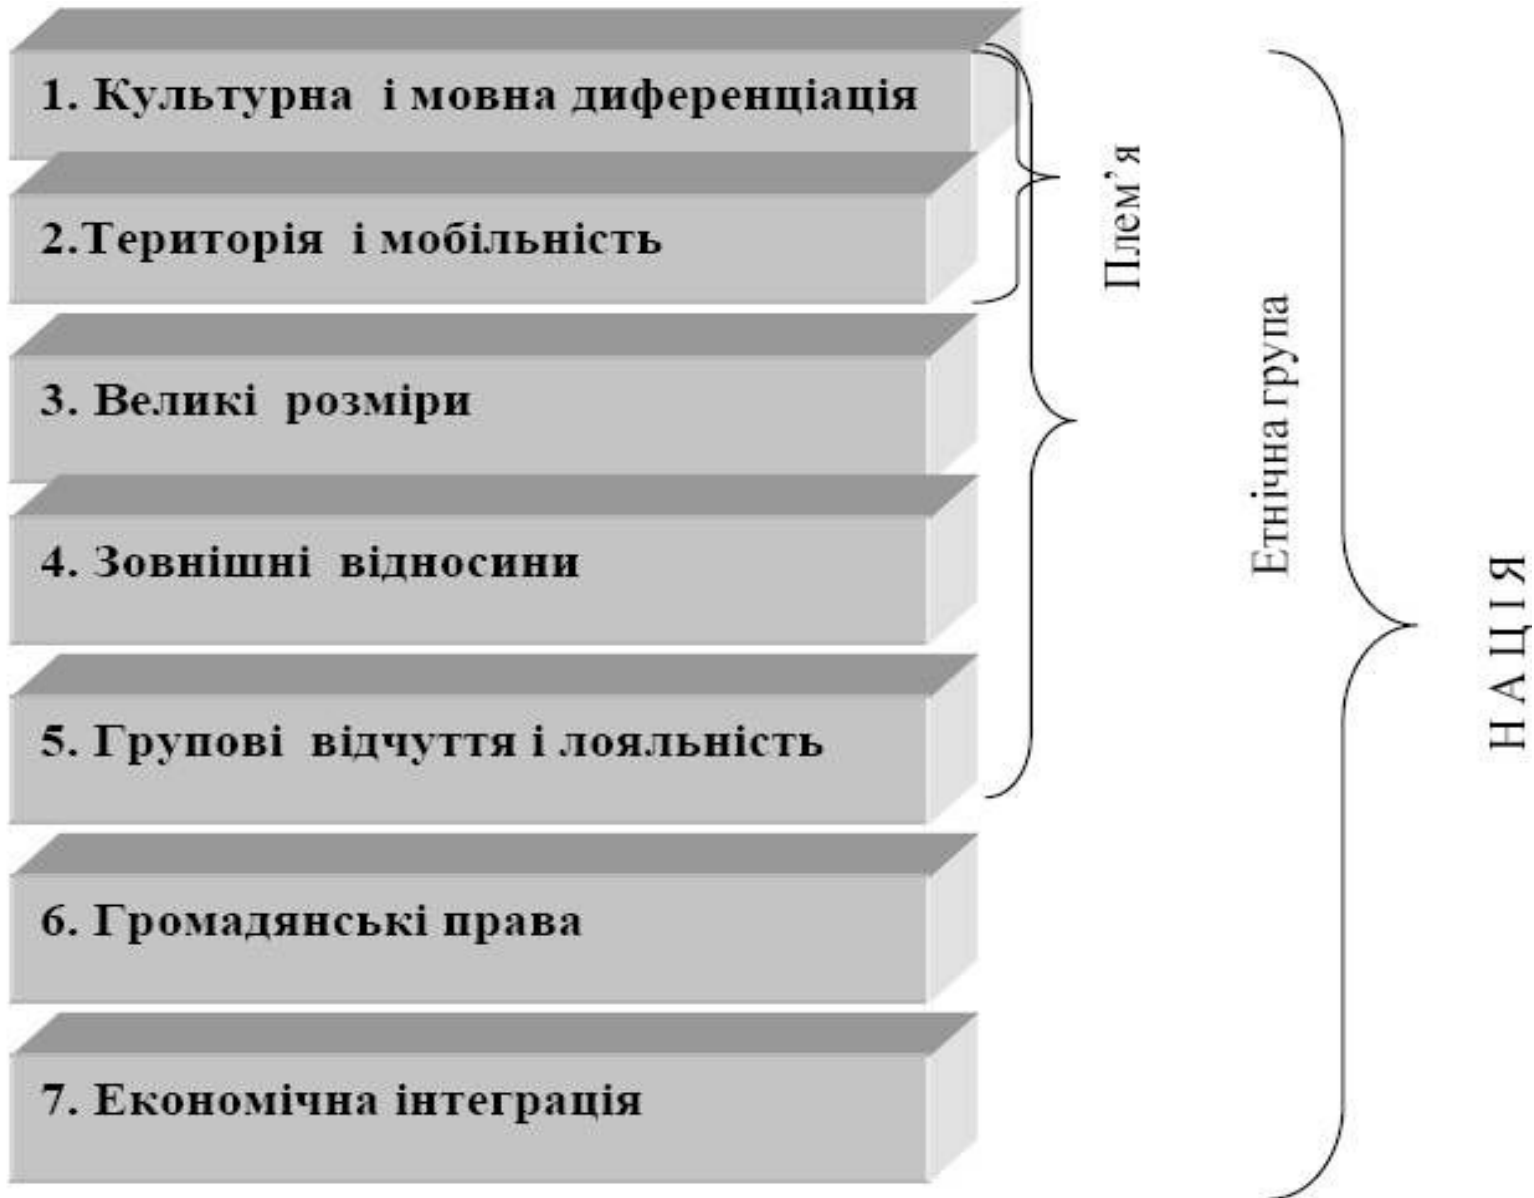 1. Культурна і мовна диференціація
2.Територія і мобільність
3. Великі розміри
4. Зовнішні відносини
5. Групові відчуття і лояльність
6. Громадянські права
7. Економічна інтеграція
Плем’я
Етнічна група
Н А Ц І Я